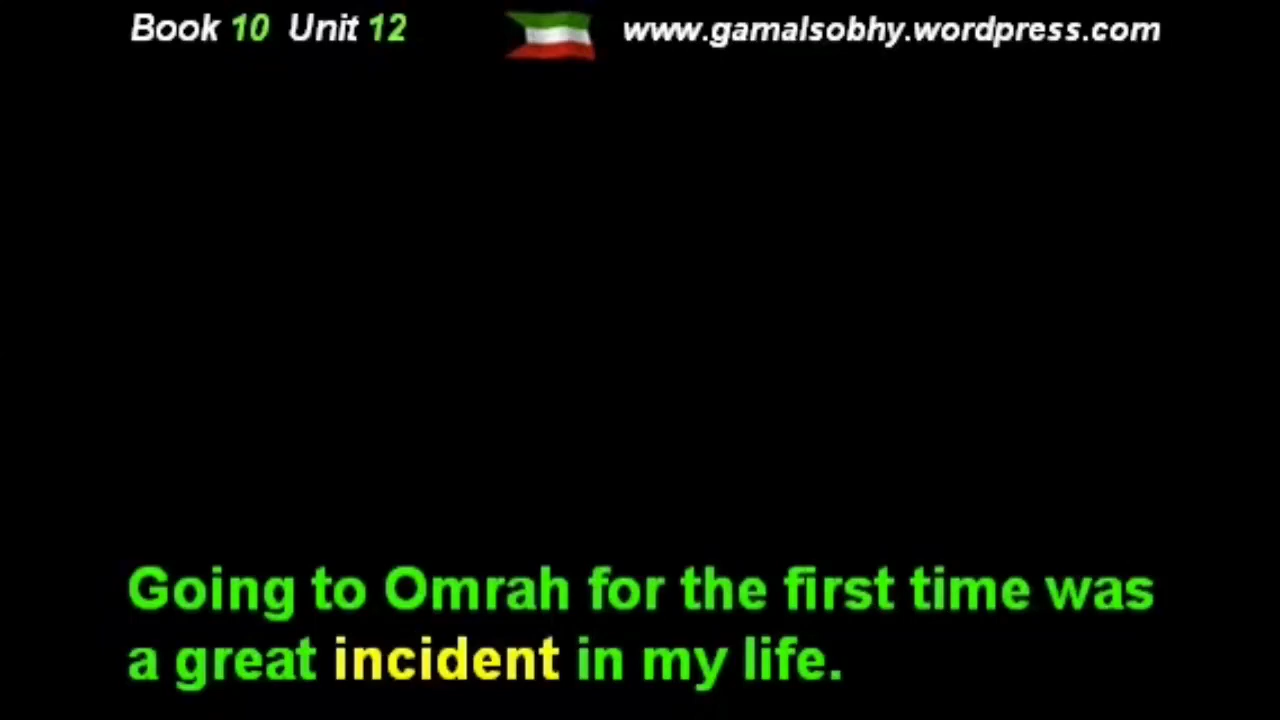 Book 10 Unit 12 www.gamalsobhy.wordpress.com
Going to Omrah for the first time was
a great incident in my life.